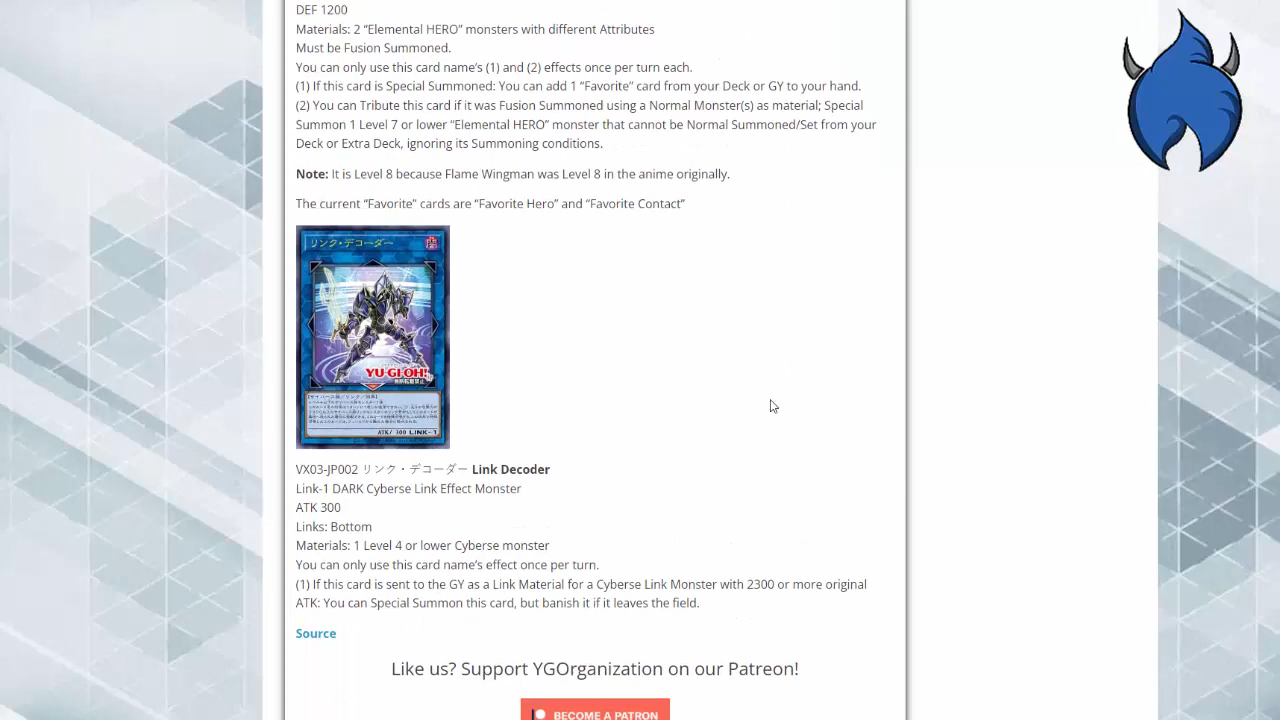 DEF 1200
Materials: 2 “Elemental HERO” monsters with different Attributes
Must be Fusion Summoned.
You can only use this card name’s (1) and (2) effects once per turn each.
(1) If this card is Special Summoned: You can add 1 “Favorite” card from your Deck or GY to your hand.
(2) You can Tribute this card if it was Fusion Summoned using a Normal Monster(s) as material; Special
Summon 1 Level 7 or lower “Elemental HERO” monster that cannot be Normal Summoned/Set from your
Deck or Extra Deck, ignoring its Summoning conditions.
Note: It is Level 8 because Flame Wingman was Level 8 in the anime originally.
The current “Favorite” cards are “Favorite Hero” and “Favorite Contact”
リンク・デコーダー
YU-GI-OH!
ATK/ 300 LINK-1
VX03-JP002 リンク・デコーダー Link Decoder
Link-1 DARK Cyberse Link Effect Monster
ATK 300
Links: Bottom
Materials: 1 Level 4 or lower Cyberse monster
You can only use this card name’s effect once per turn.
(1) If this card is sent to the GY as a Link Material for a Cyberse Link Monster with 2300 or more original
ATK: You can Special Summon this card, but banish it if it leaves the field.
Source
Like us? Support YGOrganization on our Patreon!
BECOME A PATRON